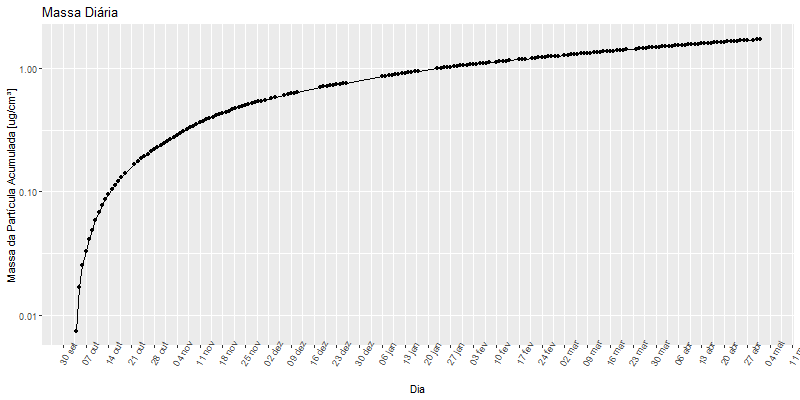 Massa Diária
Massa da Partícula Acumulada [ug/cm³]
1.00
0.10
0.01
30 set
07 out
14 out
21 out
28 out
04 nov
11 nov
18 nov
25 nov
02 dez
09 dez
16 dez
23 dez
30 dez
06 jan
13 jan
20 jan
27 jan
03 fev
10 fev
17 fev
24 fev
02 mar
09 mar
16 mar
23 mar
30 mar
06 abr
13 abr
20 abr
27 abr
04 mai
11 m
Dia